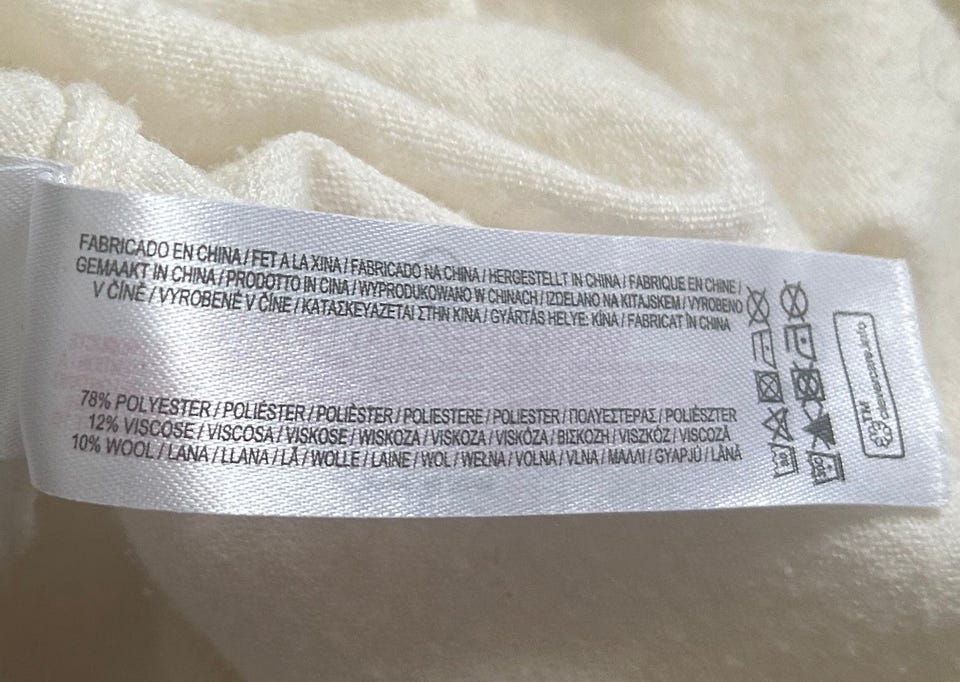 FABRICADO EN CHINA / FET A LA XINA / FABRICADO NA CHINA / HERGESTELLT IN CHINA / FABRIQUE EN CHINE /
GEMAAKT IN CHINA / PRODOTTO IN CINA / WYPRODUKOWANO W CHINACH / IZDELANO NA KITAJSKEM / VYROBENO
V ČÍNĚ / VYROBENÉ V ČÍNE / ΚΑΤΑΣΚΕΥΑΖΕΤΑΙ ΣΤΗΝ ΚΙΝΑ / GYÁRTÁS HELYE: KÍNA / FABRICAT ÎN CHINA
78% POLYESTER / POLIÉSTER / POLIÈSTER / POLIESTERE / POLIESTER / ΠΟΛΥΕΣΤΕΡΑΣ / POLIÉSZTER
12% VISCOSE / VISCOSA / VISKOSE / WISKOZA / VISKOZA / VISKÓZA / ΒΙΣΚΟΖΗ / VISZKÓZ / VISCOZĂ
10% WOOL / LANA / LLANA / LÃ / WOLLE / LAINE / WOL / WEŁNA / VOLNA / VLNA / ΜΑΛΛΙ / GYAPJÚ / LÂNĂ
30
TM